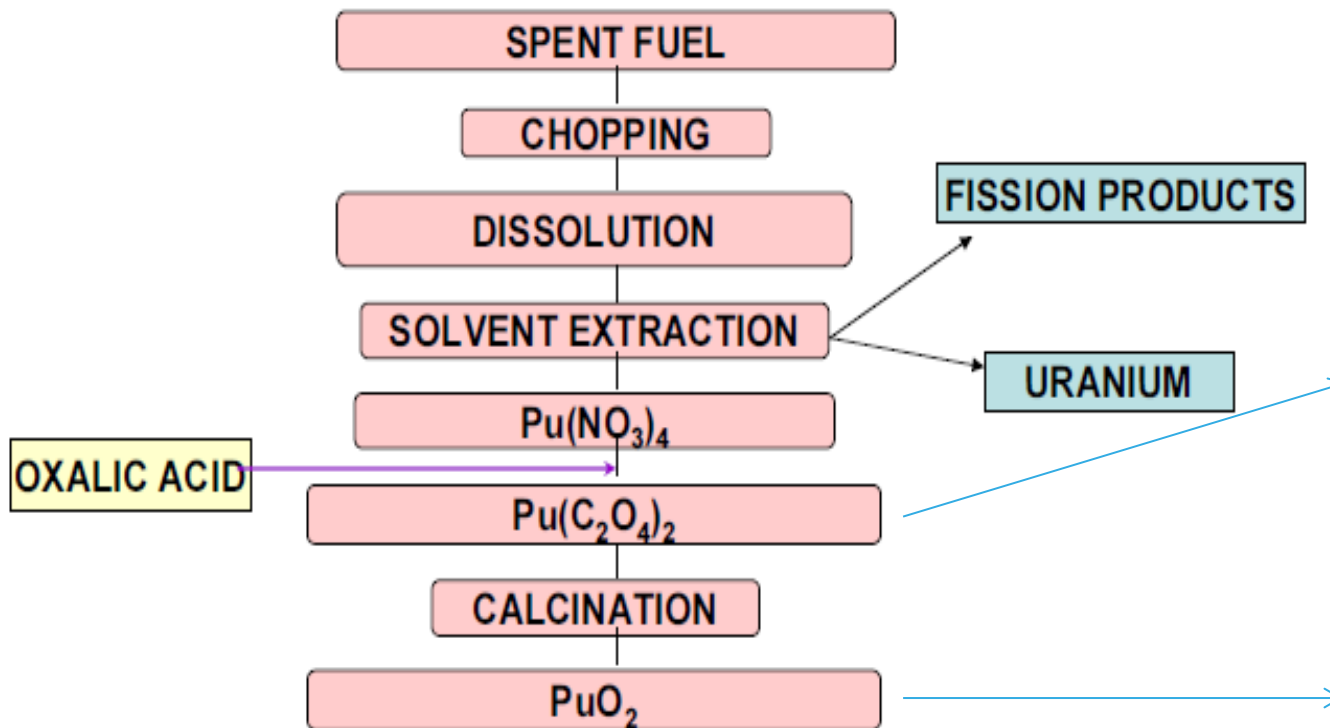 SPENT FUEL
CHOPPING
FISSION PRODUCTS
DISSOLUTION
SOLVENT EXTRACTION
URANIUM
Pu(NO₃)₄
OXALIC ACID
Pu(C₂O₄)₂
CALCINATION
PuO₂